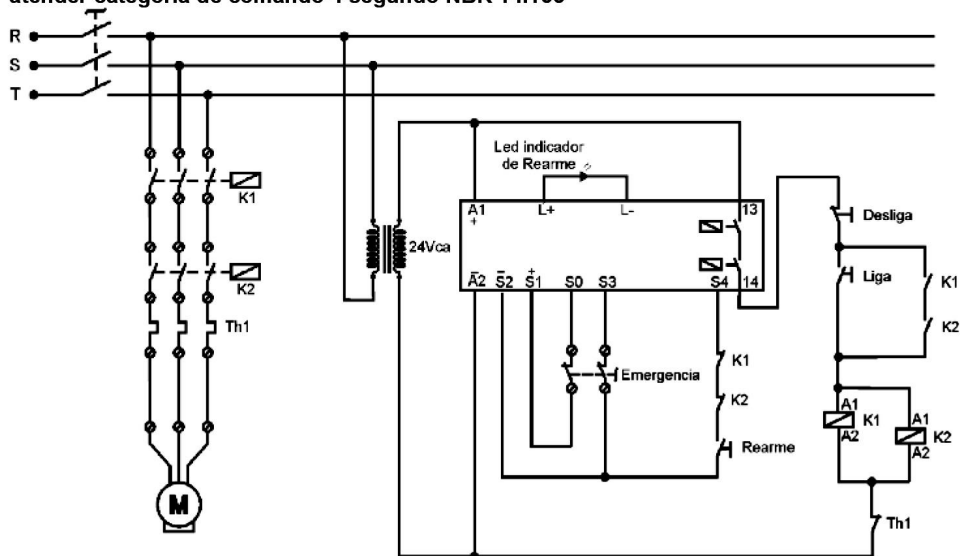 atender categoria de comando 4 segundo NBR 14.153
R
S
T
K1
K2
Th1
M
24Vca
Led indicador
de Rearme
A1
+
L+
L-
13
A2
-
S2
-
S1
+
S0
S3
S4
14
Emergencia
K1
K2
Rearme
Desliga
Liga
K1
K2
A1
K1
A2
A1
K2
A2
Th1